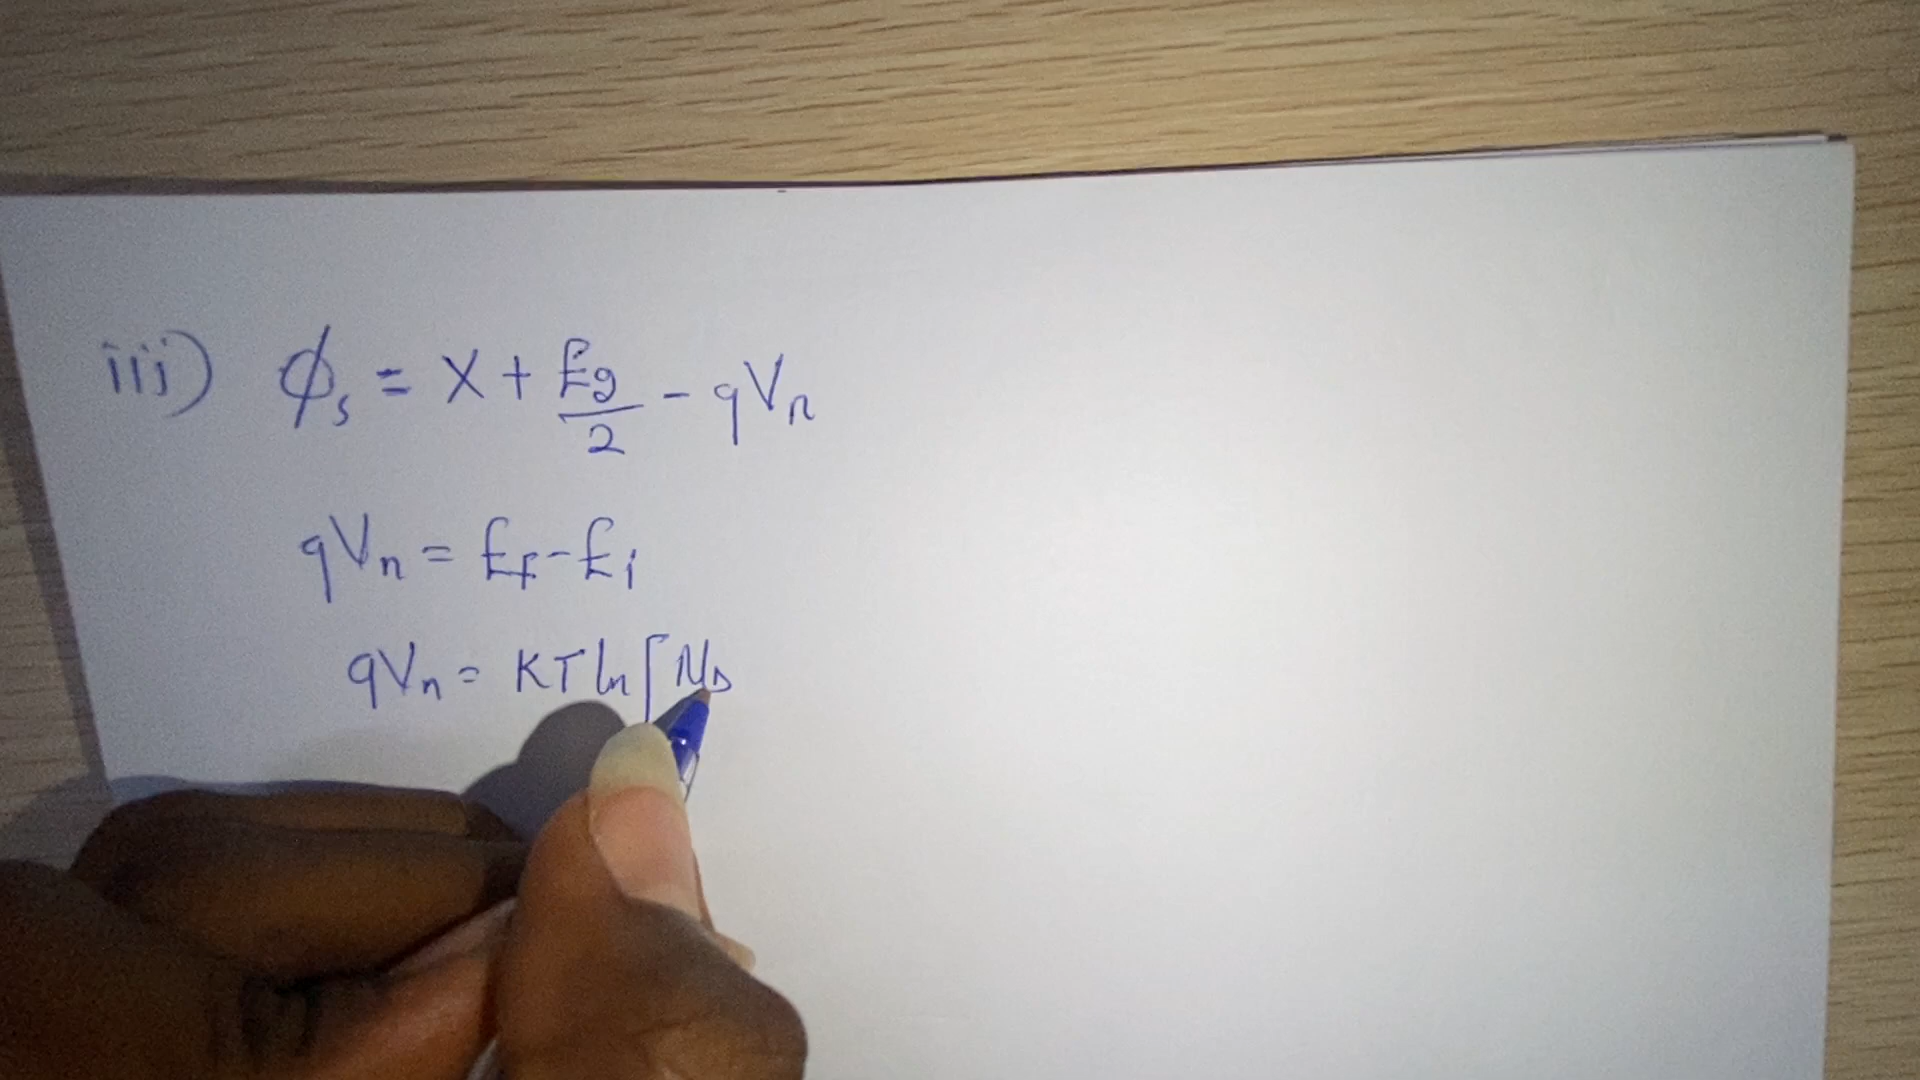 iii) ϕs = X + Eg/2 - qVn
qVn = EF - Ei
qVn = KT ln [ ND